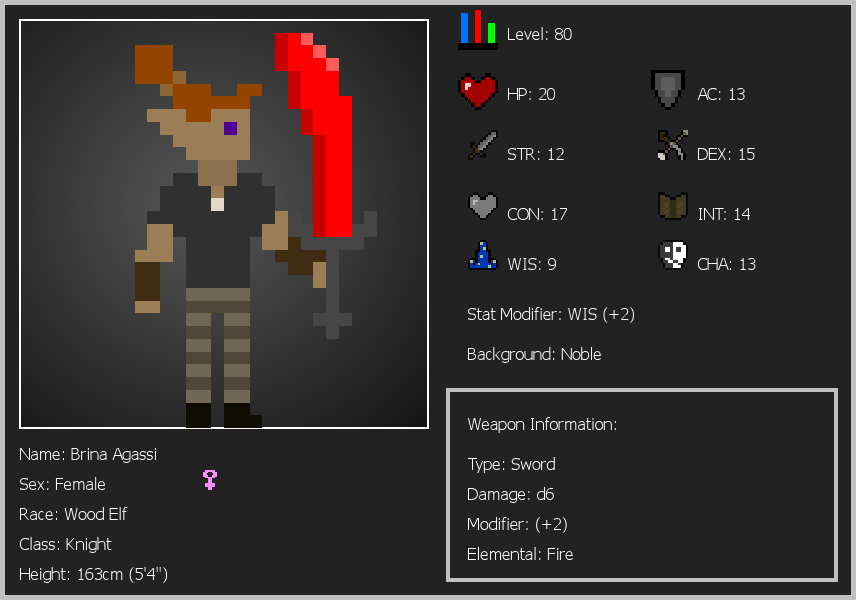 Level: 80
HP: 20
AC: 13
STR: 12
DEX: 15
CON: 17
INT: 14
WIS: 9
CHA: 13
Stat Modifier: WIS (+2)
Background: Noble
Weapon Information:
Type: Sword
Damage: d6
Modifier: (+2)
Elemental: Fire
Name: Brina Agassi
Sex: Female
Race: Wood Elf
Class: Knight
Height: 163cm (5'4")